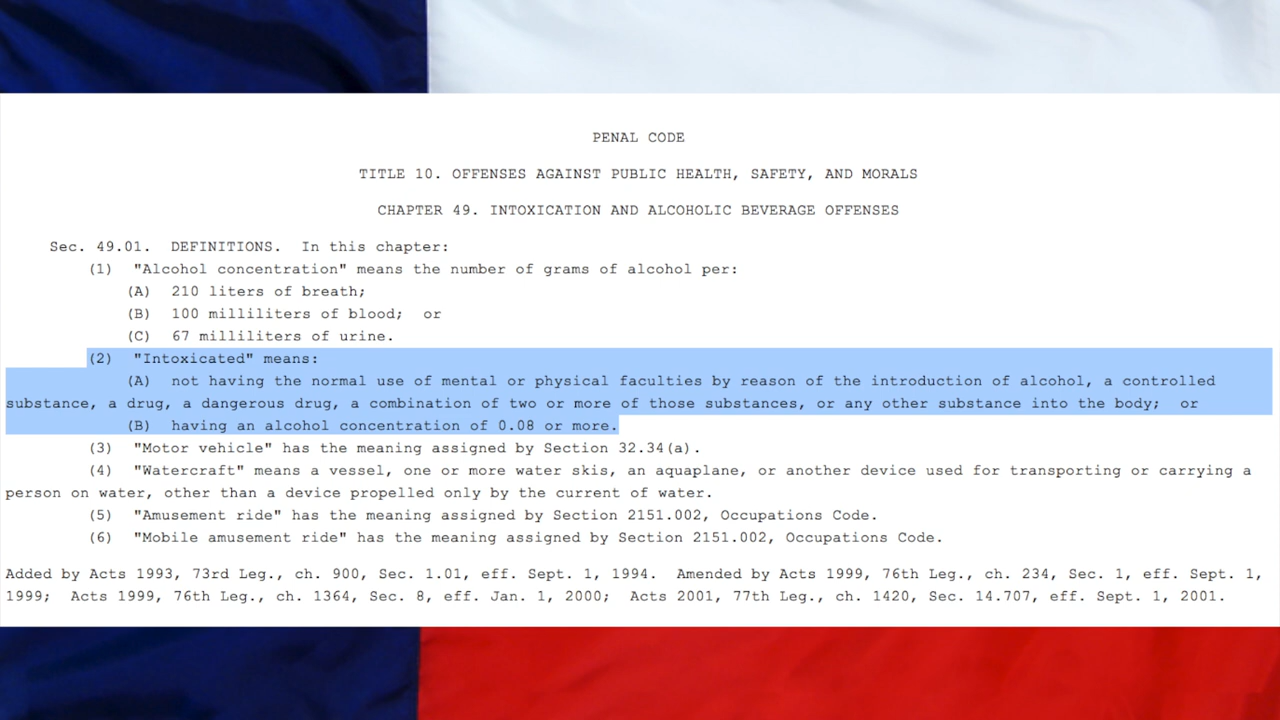 PENAL CODE
TITLE 10. OFFENSES AGAINST PUBLIC HEALTH, SAFETY, AND MORALS
CHAPTER 49. INTOXICATION AND ALCOHOLIC BEVERAGE OFFENSES
Sec. 49.01. DEFINITIONS. In this chapter:
(1) "Alcohol concentration" means the number of grams of alcohol per:
(A) 210 liters of breath;
(B) 100 milliliters of blood; or
(C) 67 milliliters of urine.
(2) "Intoxicated" means:
(A) not having the normal use of mental or physical faculties by reason of the introduction of alcohol, a controlled
substance, a drug, a dangerous drug, a combination of two or more of those substances, or any other substance into the body; or
(B) having an alcohol concentration of 0.08 or more.
(3) "Motor vehicle" has the meaning assigned by Section 32.34(a).
(4) "Watercraft" means a vessel, one or more water skis, an aquaplane, or another device used for transporting or carrying a
person on water, other than a device propelled only by the current of water.
(5) "Amusement ride" has the meaning assigned by Section 2151.002, Occupations Code.
(6) "Mobile amusement ride" has the meaning assigned by Section 2151.002, Occupations Code.
Added by Acts 1993, 73rd Leg., ch. 900, Sec. 1.01, eff. Sept. 1, 1994. Amended by Acts 1999, 76th Leg., ch. 234, Sec. 1, eff. Sept. 1,
1999; Acts 1999, 76th Leg., ch. 1364, Sec. 8, eff. Jan. 1, 2000; Acts 2001, 77th Leg., ch. 1420, Sec. 14.707, eff. Sept. 1, 2001.